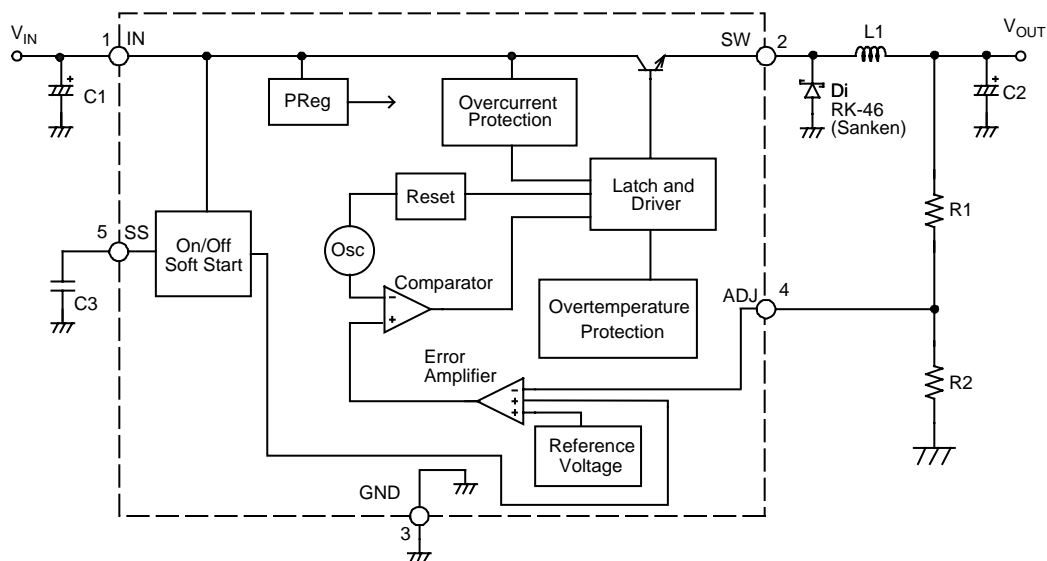 VIN
1
IN
SW
2
L1
VOUT
C1
PReg
Overcurrent
Protection
Di
RK-46
(Sanken)
C2
Reset
Latch and
Driver
R1
5
SS
On/Off
Soft Start
Osc
Comparator
C3
-
+
Overtemperature
Protection
ADJ
4
Error
Amplifier
-
+
+
R2
Reference
Voltage
GND
3
+
+